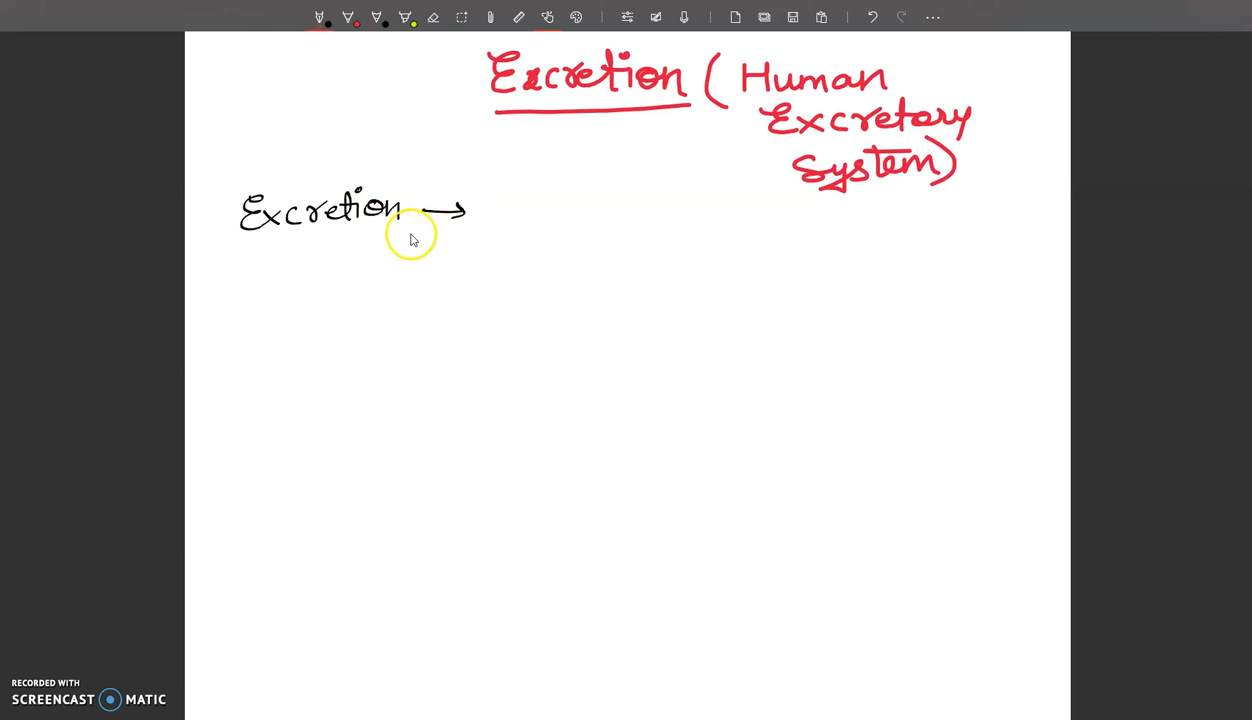 Excretion (Human
Excretory
System)
Excretion →
RECORDED WITH
SCREENCAST MATIC